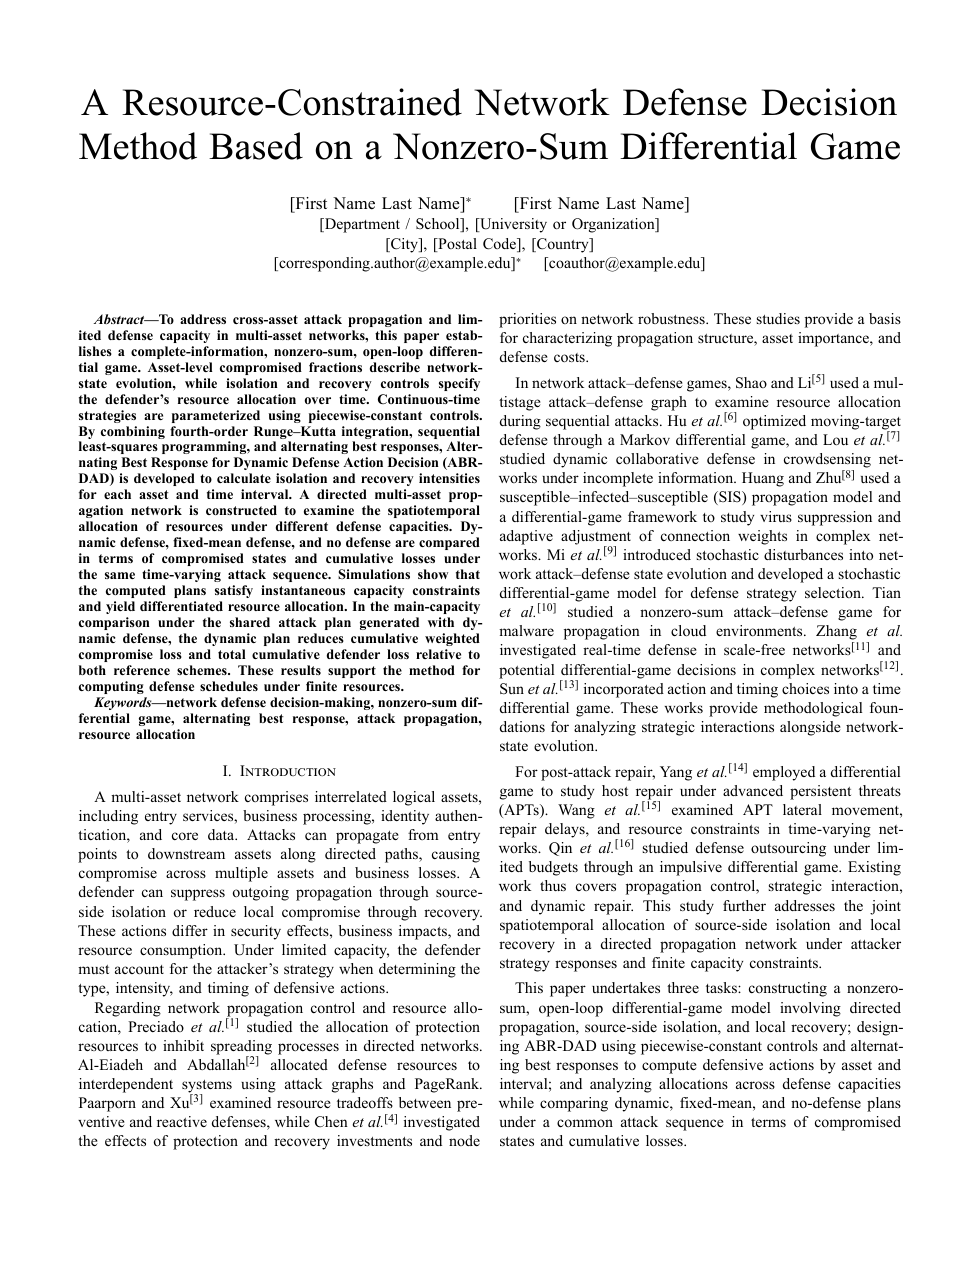 A Resource-Constrained Network Defense Decision
Method Based on a Nonzero-Sum Differential Game
[First Name Last Name]* [First Name Last Name]
[Department / School], [University or Organization]
[City], [Postal Code], [Country]
[corresponding.author@example.edu]* [coauthor@example.edu]
Abstract—To address cross-asset attack propagation and lim-
ited defense capacity in multi-asset networks, this paper estab-
lishes a complete-information, nonzero-sum, open-loop differen-
tial game. Asset-level compromised fractions describe network-
state evolution, while isolation and recovery controls specify
the defender's resource allocation over time. Continuous-time
strategies are parameterized using piecewise-constant controls.
By combining fourth-order Runge–Kutta integration, sequential
least-squares programming, and alternating best responses, Alter-
nating Best Response for Dynamic Defense Action Decision (ABR-
DAD) is developed to calculate isolation and recovery intensities
for each asset and time interval. A directed multi-asset prop-
agation network is constructed to examine the spatiotemporal
allocation of resources under different defense capacities. Dy-
namic defense, fixed-mean defense, and no defense are compared
in terms of compromised states and cumulative losses under
the same time-varying attack sequence. Simulations show that
the computed plans satisfy instantaneous capacity constraints
and yield differentiated resource allocation. In the main-capacity
comparison under the shared attack plan generated with dy-
namic defense, the dynamic plan reduces cumulative weighted
compromise loss and total cumulative defender loss relative to
both reference schemes. These results support the method for
computing defense schedules under finite resources.
Keywords—network defense decision-making, nonzero-sum dif-
ferential game, alternating best response, attack propagation,
resource allocation
I. Introduction
A multi-asset network comprises interrelated logical assets,
including entry services, business processing, identity authen-
tication, and core data. Attacks can propagate from entry
points to downstream assets along directed paths, causing
compromise across multiple assets and business losses. A
defender can suppress outgoing propagation through source-
side isolation or reduce local compromise through recovery.
These actions differ in security effects, business impacts, and
resource consumption. Under limited capacity, the defender
must account for the attacker's strategy when determining the
type, intensity, and timing of defensive actions.
Regarding network propagation control and resource allo-
cation, Preciado et al.[1] studied the allocation of protection
resources to inhibit spreading processes in directed networks.
Al-Eiadeh and Abdallah[2] allocated defense resources to
interdependent systems using attack graphs and PageRank.
Paarporn and Xu[3] examined resource tradeoffs between pre-
ventive and reactive defenses, while Chen et al.[4] investigated
the effects of protection and recovery investments and node
priorities on network robustness. These studies provide a basis
for characterizing propagation structure, asset importance, and
defense costs.
In network attack–defense games, Shao and Li[5] used a mul-
tistage attack–defense graph to examine resource allocation
during sequential attacks. Hu et al.[6] optimized moving-target
defense through a Markov differential game, and Lou et al.[7]
studied dynamic collaborative defense in crowdsensing net-
works under incomplete information. Huang and Zhu[8] used a
susceptible–infected–susceptible (SIS) propagation model and
a differential-game framework to study virus suppression and
adaptive adjustment of connection weights in complex net-
works. Mi et al.[9] introduced stochastic disturbances into net-
work attack–defense state evolution and developed a stochastic
differential-game model for defense strategy selection. Tian
et al.[10] studied a nonzero-sum attack–defense game for
malware propagation in cloud environments. Zhang et al.
investigated real-time defense in scale-free networks[11] and
potential differential-game decisions in complex networks[12].
Sun et al.[13] incorporated action and timing choices into a time
differential game. These works provide methodological foun-
dations for analyzing strategic interactions alongside network-
state evolution.
For post-attack repair, Yang et al.[14] employed a differential
game to study host repair under advanced persistent threats
(APTs). Wang et al.[15] examined APT lateral movement,
repair delays, and resource constraints in time-varying net-
works. Qin et al.[16] studied defense outsourcing under lim-
ited budgets through an impulsive differential game. Existing
work thus covers propagation control, strategic interaction,
and dynamic repair. This study further addresses the joint
spatiotemporal allocation of source-side isolation and local
recovery in a directed propagation network under attacker
strategy responses and finite capacity constraints.
This paper undertakes three tasks: constructing a nonzero-
sum, open-loop differential-game model involving directed
propagation, source-side isolation, and local recovery; design-
ing ABR-DAD using piecewise-constant controls and alternat-
ing best responses to compute defensive actions by asset and
interval; and analyzing allocations across defense capacities
while comparing dynamic, fixed-mean, and no-defense plans
under a common attack sequence in terms of compromised
states and cumulative losses.